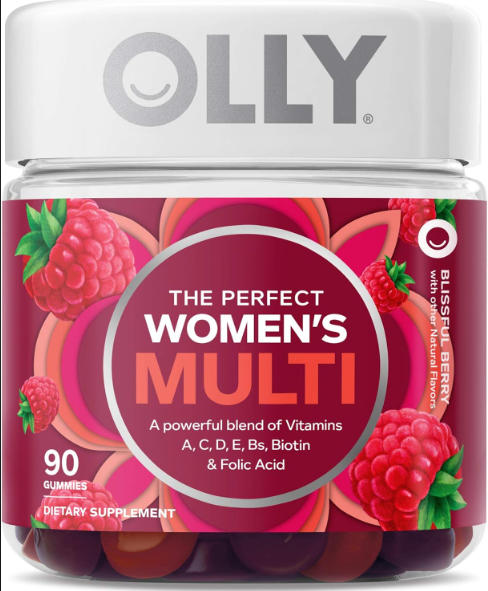 OLLY®
THE PERFECT
WOMEN'S
MULTI
A powerful blend of Vitamins
A, C, D, E, Bs, Biotin
& Folic Acid
90
GUMMIES
DIETARY SUPPLEMENT
BLISSFUL BERRY
with other Natural Flavors